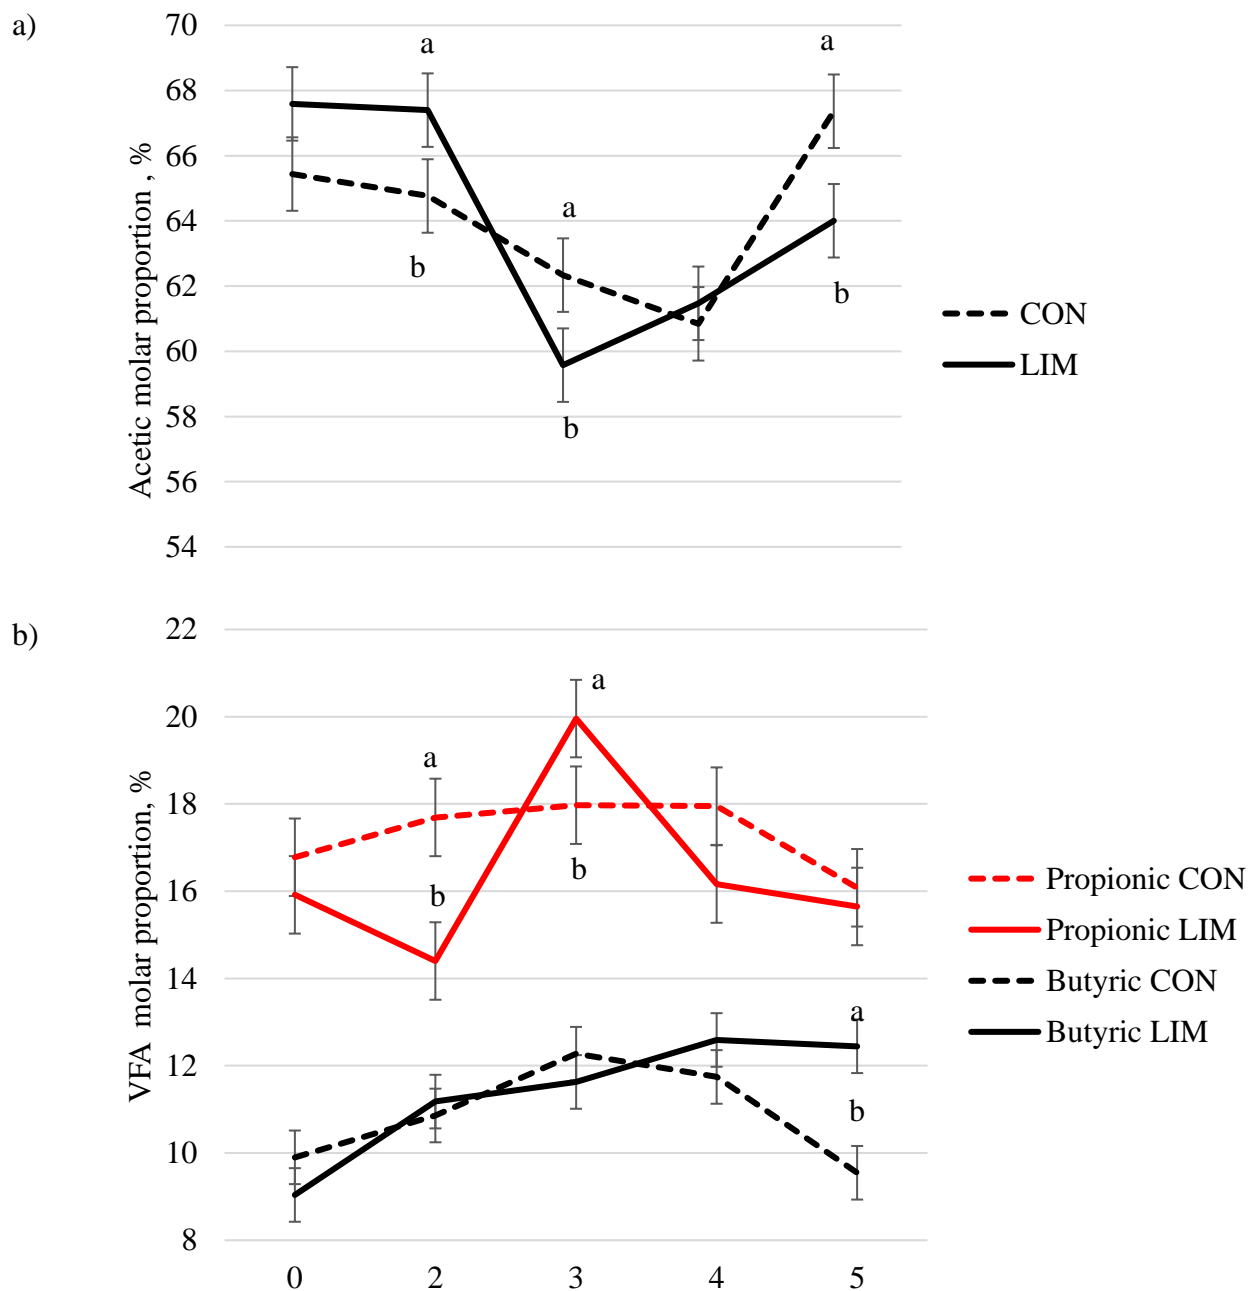 a)
70
68
66
64
62
60
58
56
54
Acetic molar proportion , %
a
a
a
b
b
b
CON
LIM
b)
22
20
18
16
14
12
10
8
VFA molar proportion, %
a
a
b
b
a
b
Propionic CON
Propionic LIM
Butyric CON
Butyric LIM
0 2 3 4 5